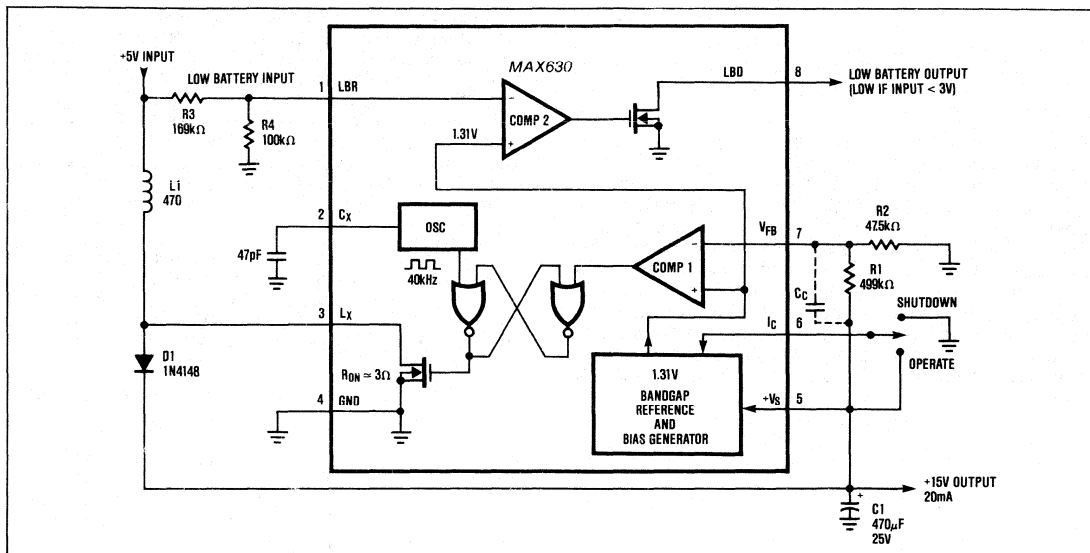 +5V INPUT
LOW BATTERY INPUT
R3
169kΩ
R4
100kΩ
1 LBR
MAX630
COMP 2
−
+
1.31V
LBD 8
LOW BATTERY OUTPUT
(LOW IF INPUT < 3V)
L1
470
2 CX
47pF
OSC
40kHz
COMP 1
−
+
VFB 7
R2
47.5kΩ
R1
499kΩ
CC
SHUTDOWN
IC 6
OPERATE
3 LX
D1
1N4148
RON ≃ 3Ω
4 GND
1.31V
BANDGAP
REFERENCE
AND
BIAS GENERATOR
+VS 5
+15V OUTPUT
20mA
+
C1
470µF
25V